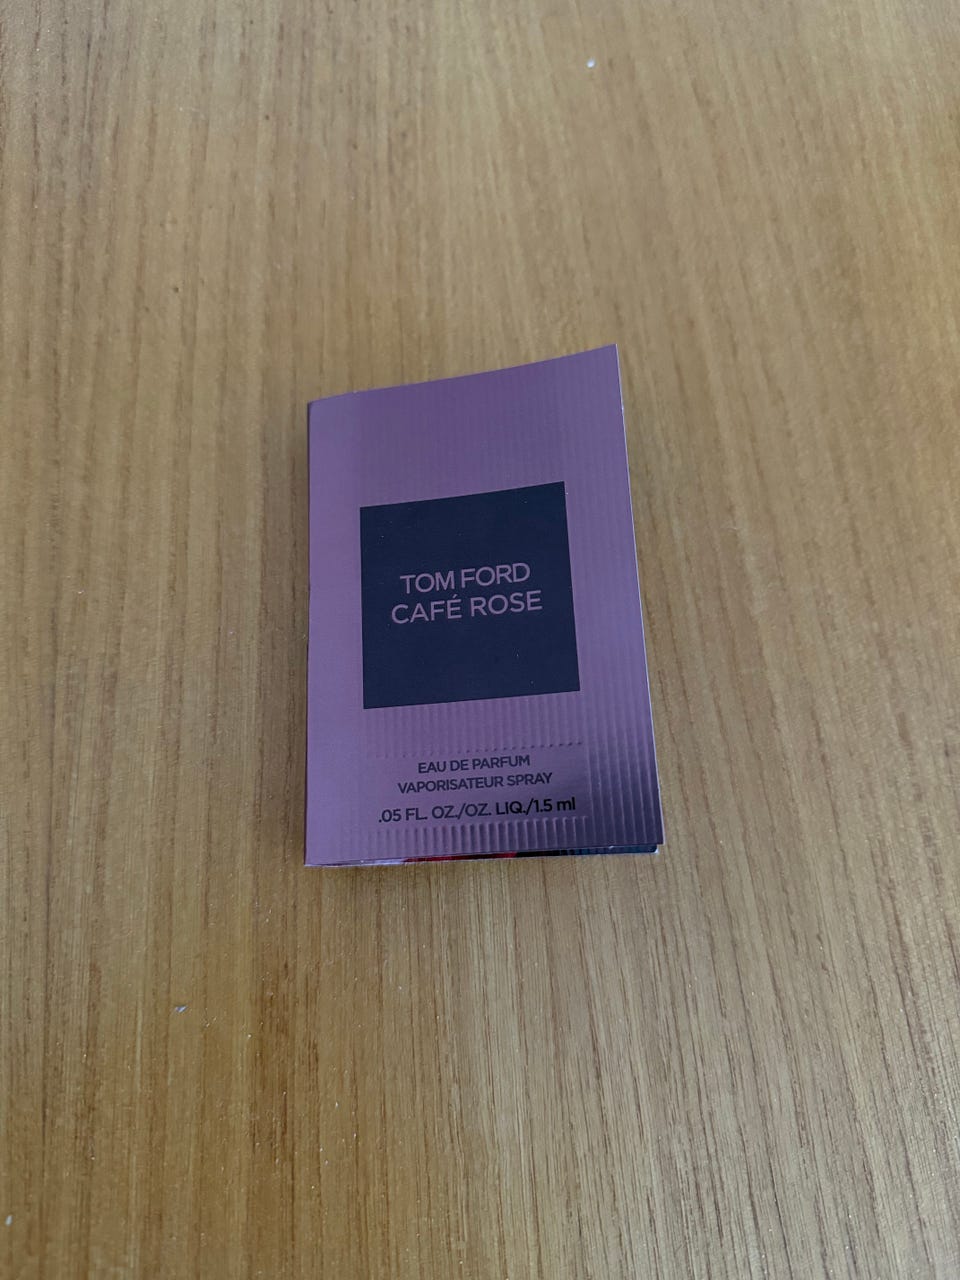 TOM FORD
CAFÉ ROSE
EAU DE PARFUM
VAPORISATEUR SPRAY
.05 FL. OZ./OZ. LIQ./1.5 ml